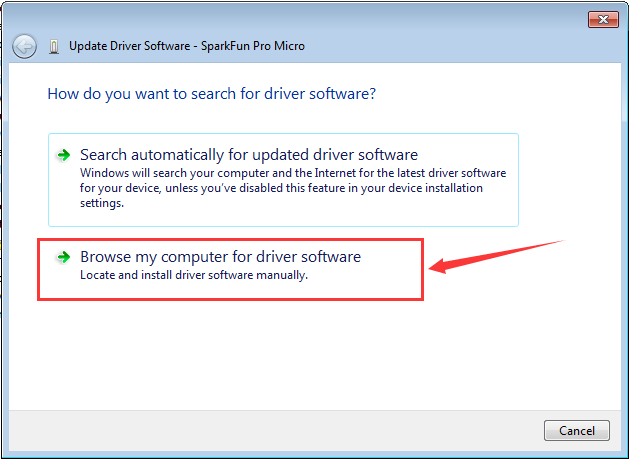 Update Driver Software - SparkFun Pro Micro
How do you want to search for driver software?
Search automatically for updated driver software
Windows will search your computer and the Internet for the latest driver software
for your device, unless you've disabled this feature in your device installation
settings.
Browse my computer for driver software
Locate and install driver software manually.
Cancel